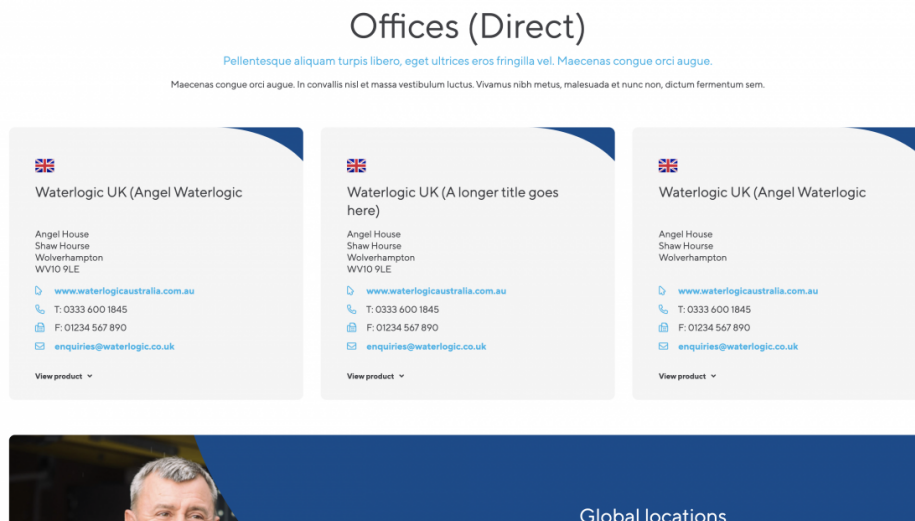 Offices (Direct)
Pellentesque aliquam turpis libero, eget ultrices eros fringilla vel. Maecenas congue orci augue.
Maecenas congue orci augue. In convallis nisl et massa vestibulum luctus. Vivamus nibh metus, malesuada et nunc non, dictum fermentum sem.
Waterlogic UK (Angel Waterlogic
Angel House
Shaw Hourse
Wolverhampton
WV10 9LE
www.waterlogicaustralia.com.au
T: 0333 600 1845
F: 01234 567 890
enquiries@waterlogic.co.uk
View product
Waterlogic UK (A longer title goes
here)
Angel House
Shaw Hourse
Wolverhampton
WV10 9LE
www.waterlogicaustralia.com.au
T: 0333 600 1845
F: 01234 567 890
enquiries@waterlogic.co.uk
View product
Waterlogic UK (Angel Waterlogic
Angel House
Shaw Hourse
Wolverhampton
www.waterlogicaustralia.com.au
T: 0333 600 1845
F: 01234 567 890
enquiries@waterlogic.co.uk
View product
Global locations